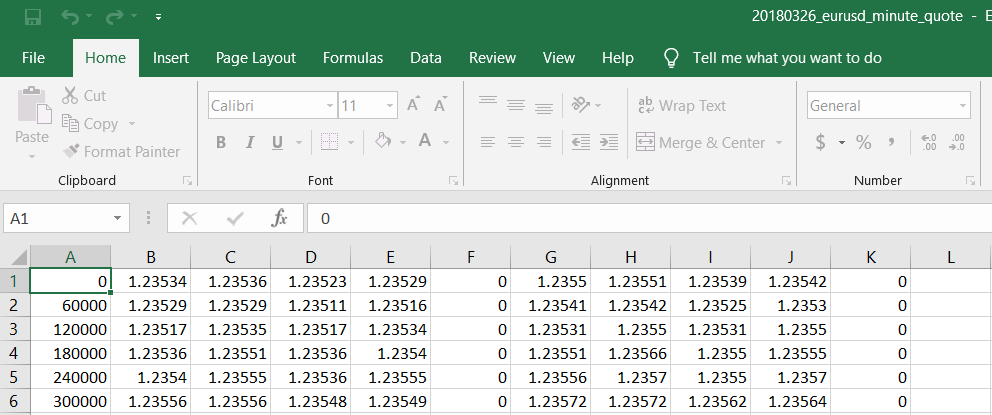 20180326_eurusd_minute_quote - E
File Home Insert Page Layout Formulas Data Review View Help Tell me what you want to do
Cut
Copy
Format Painter
Paste
Calibri 11
B I U A
A A
ab Wrap Text
Merge & Center
General
$ % , .0 .00 .00 .0
Clipboard Font Alignment Number
A1 fx 0
A B C D E F G H I J K L
1 0 1.23534 1.23536 1.23523 1.23529 0 1.2355 1.23551 1.23539 1.23542 0
2 60000 1.23529 1.23529 1.23511 1.23516 0 1.23541 1.23542 1.23525 1.2353 0
3 120000 1.23517 1.23535 1.23517 1.23534 0 1.23531 1.2355 1.23531 1.2355 0
4 180000 1.23536 1.23551 1.23536 1.2354 0 1.23551 1.23566 1.2355 1.23555 0
5 240000 1.2354 1.23555 1.23536 1.23555 0 1.23556 1.2357 1.2355 1.2357 0
6 300000 1.23556 1.23556 1.23548 1.23549 0 1.23572 1.23572 1.23562 1.23564 0